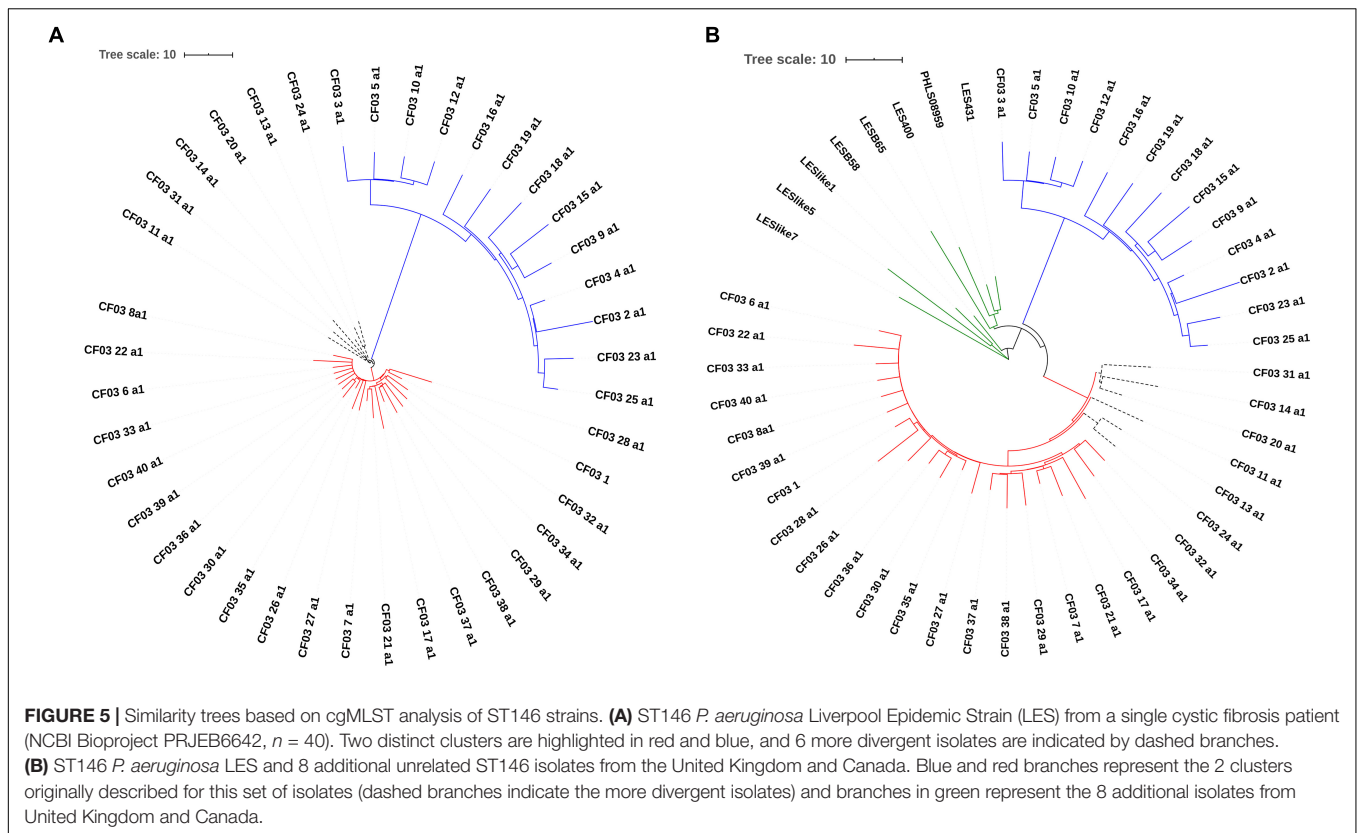 A
Tree scale: 10
CF03 11 a1
CF03 31 a1
CF03 14 a1
CF03 20 a1
CF03 13 a1
CF03 24 a1
CF03 3 a1
CF03 5 a1
CF03 10 a1
CF03 12 a1
CF03 16 a1
CF03 19 a1
CF03 18 a1
CF03 15 a1
CF03 9 a1
CF03 4 a1
CF03 2 a1
CF03 23 a1
CF03 25 a1
CF03 28 a1
CF03 1
CF03 32 a1
CF03 34 a1
CF03 29 a1
CF03 38 a1
CF03 37 a1
CF03 17 a1
CF03 21 a1
CF03 7 a1
CF03 27 a1
CF03 26 a1
CF03 35 a1
CF03 30 a1
CF03 36 a1
CF03 39 a1
CF03 40 a1
CF03 33 a1
CF03 6 a1
CF03 22 a1
CF03 8a1
B
Tree scale: 10
LESlike7
LESlike5
LESlike1
LESB58
LESB65
LES400
PHLS08959
LES431
CF03 3 a1
CF03 5 a1
CF03 10 a1
CF03 12 a1
CF03 16 a1
CF03 19 a1
CF03 18 a1
CF03 15 a1
CF03 9 a1
CF03 4 a1
CF03 2 a1
CF03 23 a1
CF03 25 a1
CF03 31 a1
CF03 14 a1
CF03 20 a1
CF03 11 a1
CF03 13 a1
CF03 24 a1
CF03 32 a1
CF03 34 a1
CF03 17 a1
CF03 21 a1
CF03 7 a1
CF03 29 a1
CF03 38 a1
CF03 37 a1
CF03 27 a1
CF03 35 a1
CF03 30 a1
CF03 36 a1
CF03 26 a1
CF03 28 a1
CF03 1
CF03 39 a1
CF03 8a1
CF03 40 a1
CF03 33 a1
CF03 22 a1
CF03 6 a1
FIGURE 5 | Similarity trees based on cgMLST analysis of ST146 strains. (A) ST146 P. aeruginosa Liverpool Epidemic Strain (LES) from a single cystic fibrosis patient
(NCBI Bioproject PRJEB6642, n = 40). Two distinct clusters are highlighted in red and blue, and 6 more divergent isolates are indicated by dashed branches.
(B) ST146 P. aeruginosa LES and 8 additional unrelated ST146 isolates from the United Kingdom and Canada. Blue and red branches represent the 2 clusters
originally described for this set of isolates (dashed branches indicate the more divergent isolates) and branches in green represent the 8 additional isolates from
United Kingdom and Canada.